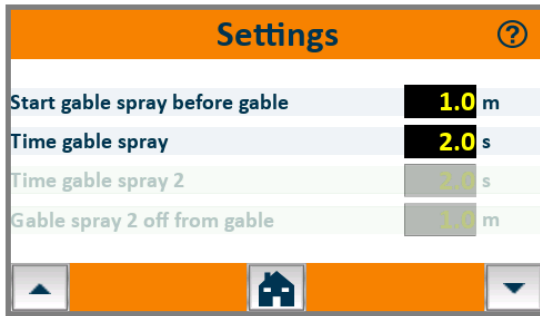 Settings ?
Start gable spray before gable 1.0 m
Time gable spray 2.0 s
Time gable spray 2 2.0 s
Gable spray 2 off from gable 1.0 m